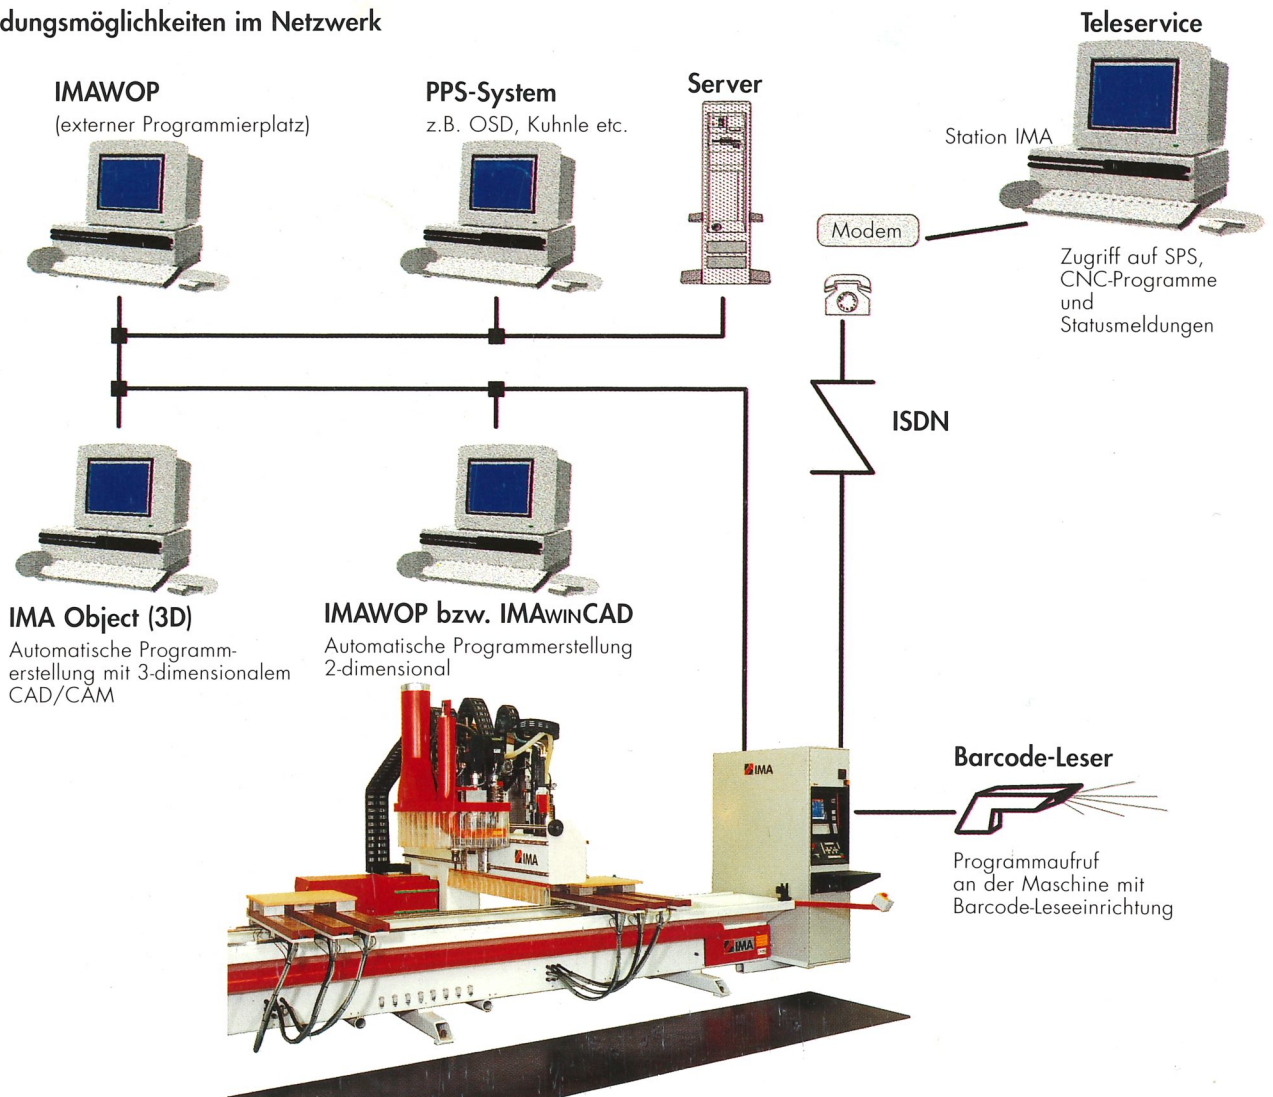 dungsmöglichkeiten im Netzwerk
Teleservice
IMAWOP
(externer Programmierplatz)
PPS-System
z.B. OSD, Kuhnle etc.
Server
Station IMA
Modem
Zugriff auf SPS,
CNC-Programme
und
Statusmeldungen
ISDN
IMA Object (3D)
Automatische Programm-
erstellung mit 3-dimensionalem
CAD/CAM
IMAWOP bzw. IMAWINCAD
Automatische Programmerstellung
2-dimensional
IMA
IMA
IMA
Barcode-Leser
Programmaufruf
an der Maschine mit
Barcode-Leseeinrichtung